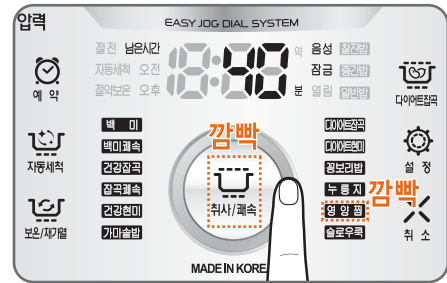 압력
EASY JOG DIAL SYSTEM
절전 남은시간 약 음성 찰진밥
자동세척 오전 40 잠금 중간밥
절약보온 오후 분 열림 일반밥
예 약
자동세척
보온/재가열
백 미
백미쾌속
건강잡곡
잡곡쾌속
건강현미
가마솥밥
깜빡
취사/쾌속
다이어트잡곡
다이어트현미
콩보리밥
누룽지
영양찜
슬로우쿡
깜빡
다이어트잡곡
설 정
취 소
MADE IN KORE